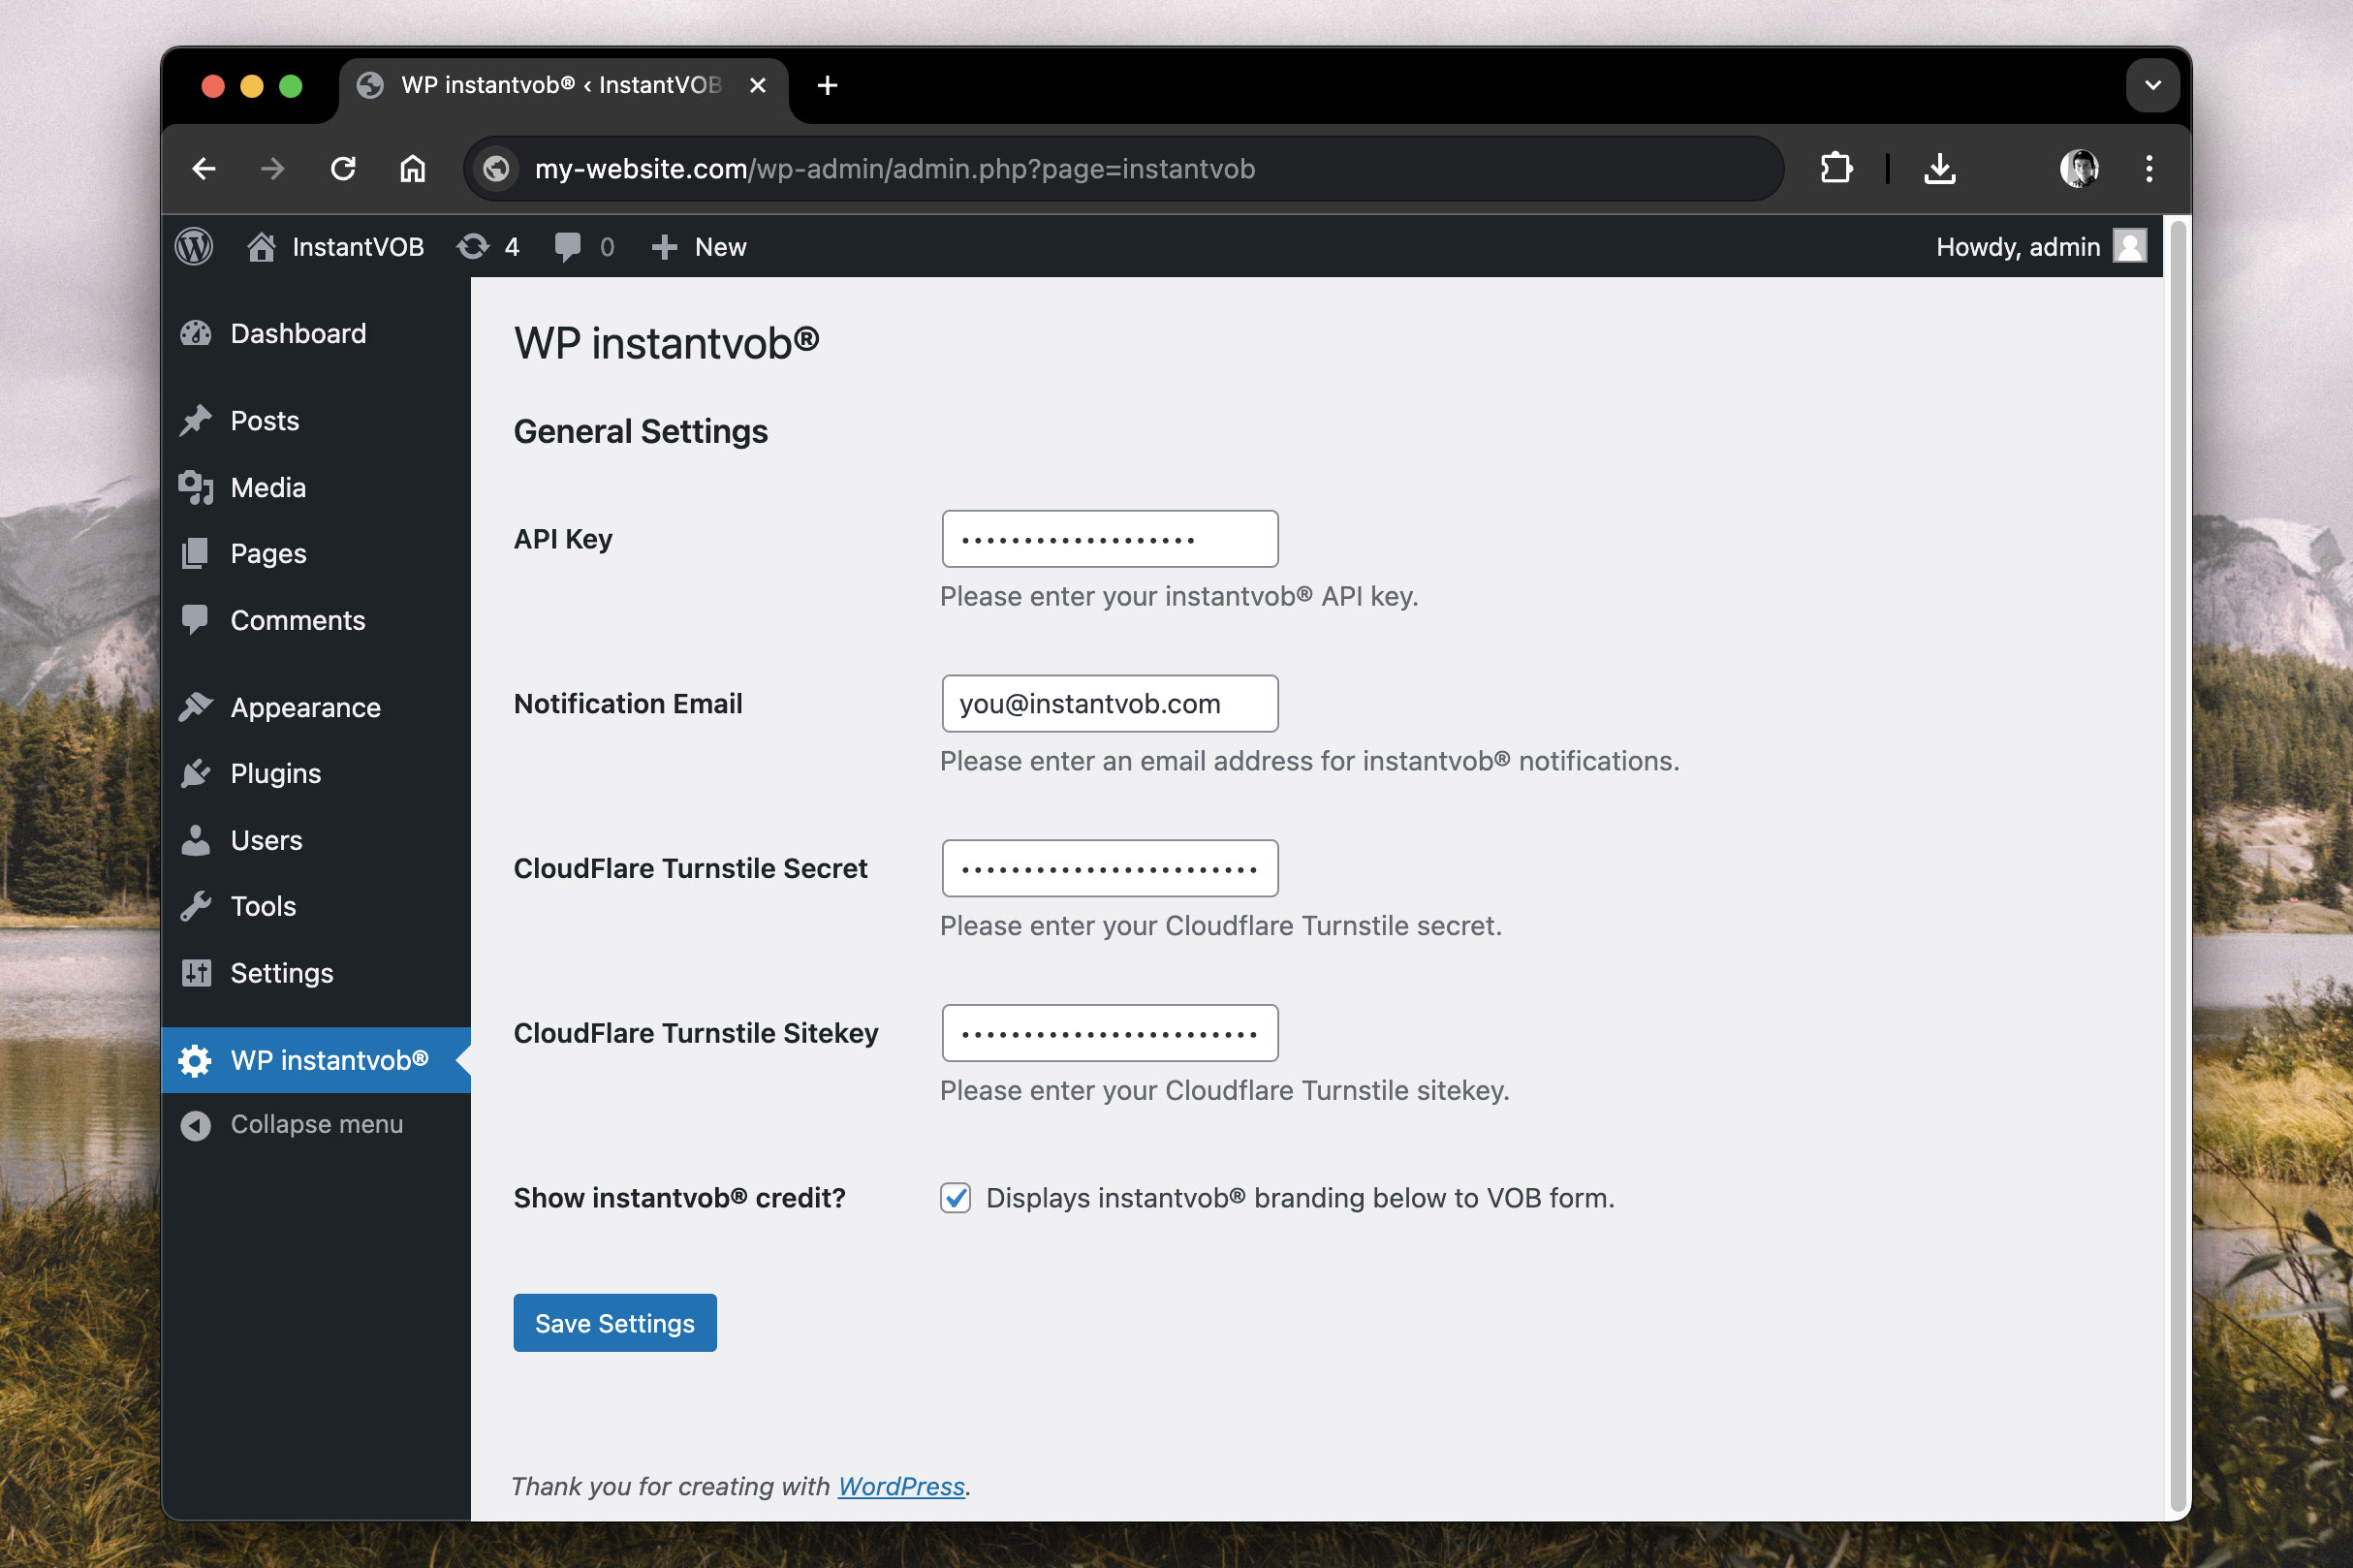 WP instantvob® ‹ InstantVOB
my-website.com/wp-admin/admin.php?page=instantvob
InstantVOB 4 0 New Howdy, admin
Dashboard
Posts
Media
Pages
Comments
Appearance
Plugins
Users
Tools
Settings
WP instantvob®
Collapse menu
WP instantvob®
General Settings
API Key
Please enter your instantvob® API key.
Notification Email you@instantvob.com
Please enter an email address for instantvob® notifications.
CloudFlare Turnstile Secret
Please enter your Cloudflare Turnstile secret.
CloudFlare Turnstile Sitekey
Please enter your Cloudflare Turnstile sitekey.
Show instantvob® credit? Displays instantvob® branding below to VOB form.
Save Settings
Thank you for creating with WordPress.